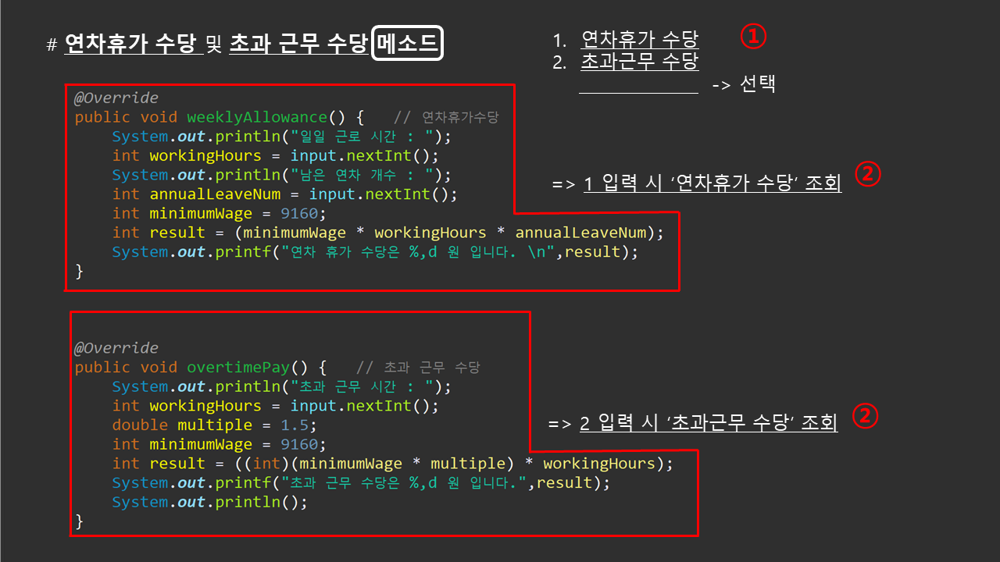 # 연차휴가 수당 및 초과 근무 수당 메소드
1. 연차휴가 수당
2. 초과근무 수당
-> 선택
①
@Override
public void weeklyAllowance() {   // 연차휴가수당
    System.out.println("일일 근로 시간 : ");
    int workingHours = input.nextInt();
    System.out.println("남은 연차 개수 : ");
    int annualLeaveNum = input.nextInt();
    int minimumWage = 9160;
    int result = (minimumWage * workingHours * annualLeaveNum);
    System.out.printf("연차 휴가 수당은 %,d 원 입니다. \n",result);
}
=> 1 입력 시 ‘연차휴가 수당’ 조회
②
@Override
public void overtimePay() {   // 초과 근무 수당
    System.out.println("초과 근무 시간 : ");
    int workingHours = input.nextInt();
    double multiple = 1.5;
    int minimumWage = 9160;
    int result = ((int)(minimumWage * multiple) * workingHours);
    System.out.printf("초과 근무 수당은 %,d 원 입니다.",result);
    System.out.println();
}
=> 2 입력 시 ‘초과근무 수당’ 조회
②